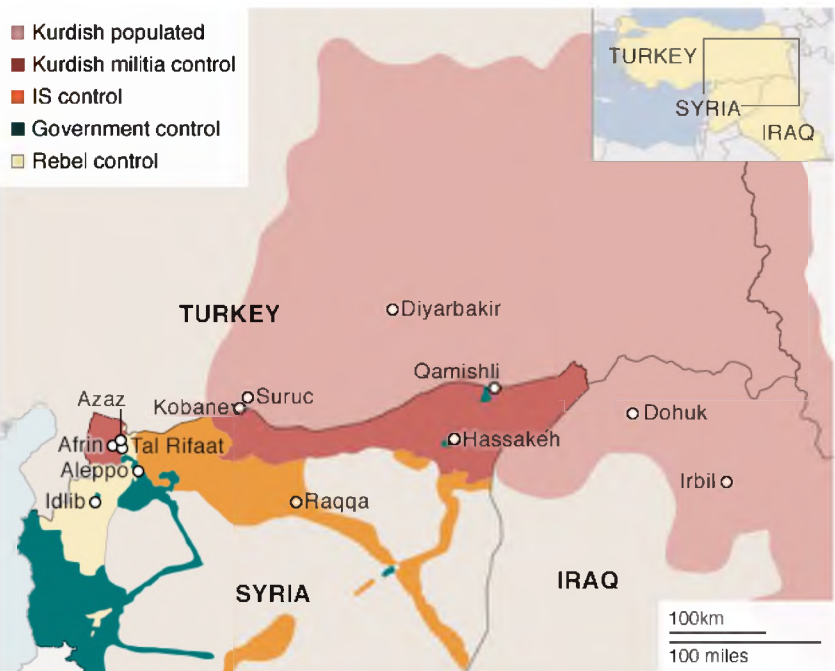 Kurdish populated
Kurdish militia control
IS control
Government control
Rebel control
TURKEY
SYRIA
IRAQ
TURKEY
Diyarbakir
Qamishli
Azaz
Kobane
Suruc
Dohuk
Afrin
Tal Rifaat
Hassakeh
Aleppo
Idlib
Raqqa
Irbil
SYRIA
IRAQ
100km
100 miles